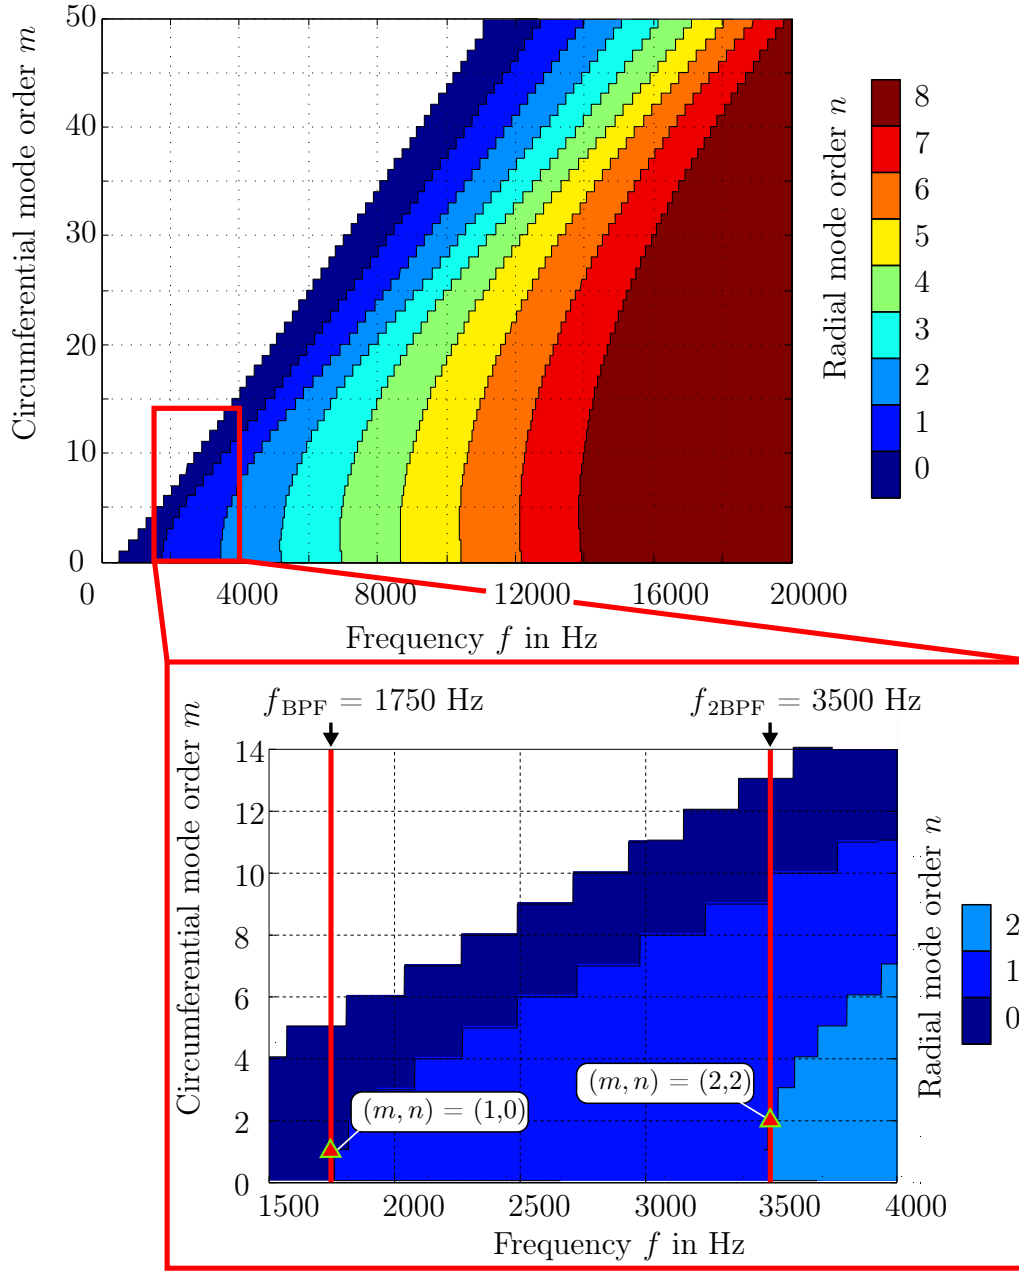 50
40
30
20
10
0
Circumferential mode order m
0 4000 8000 12000 16000 20000
Frequency f in Hz
Radial mode order n
8
7
6
5
4
3
2
1
0
f_BPF = 1750 Hz
f_2BPF = 3500 Hz
Circumferential mode order m
14
12
10
8
6
4
2
0
(m, n) = (1,0)
(m, n) = (2,2)
1500 2000 2500 3000 3500 4000
Frequency f in Hz
Radial mode order n
2
1
0